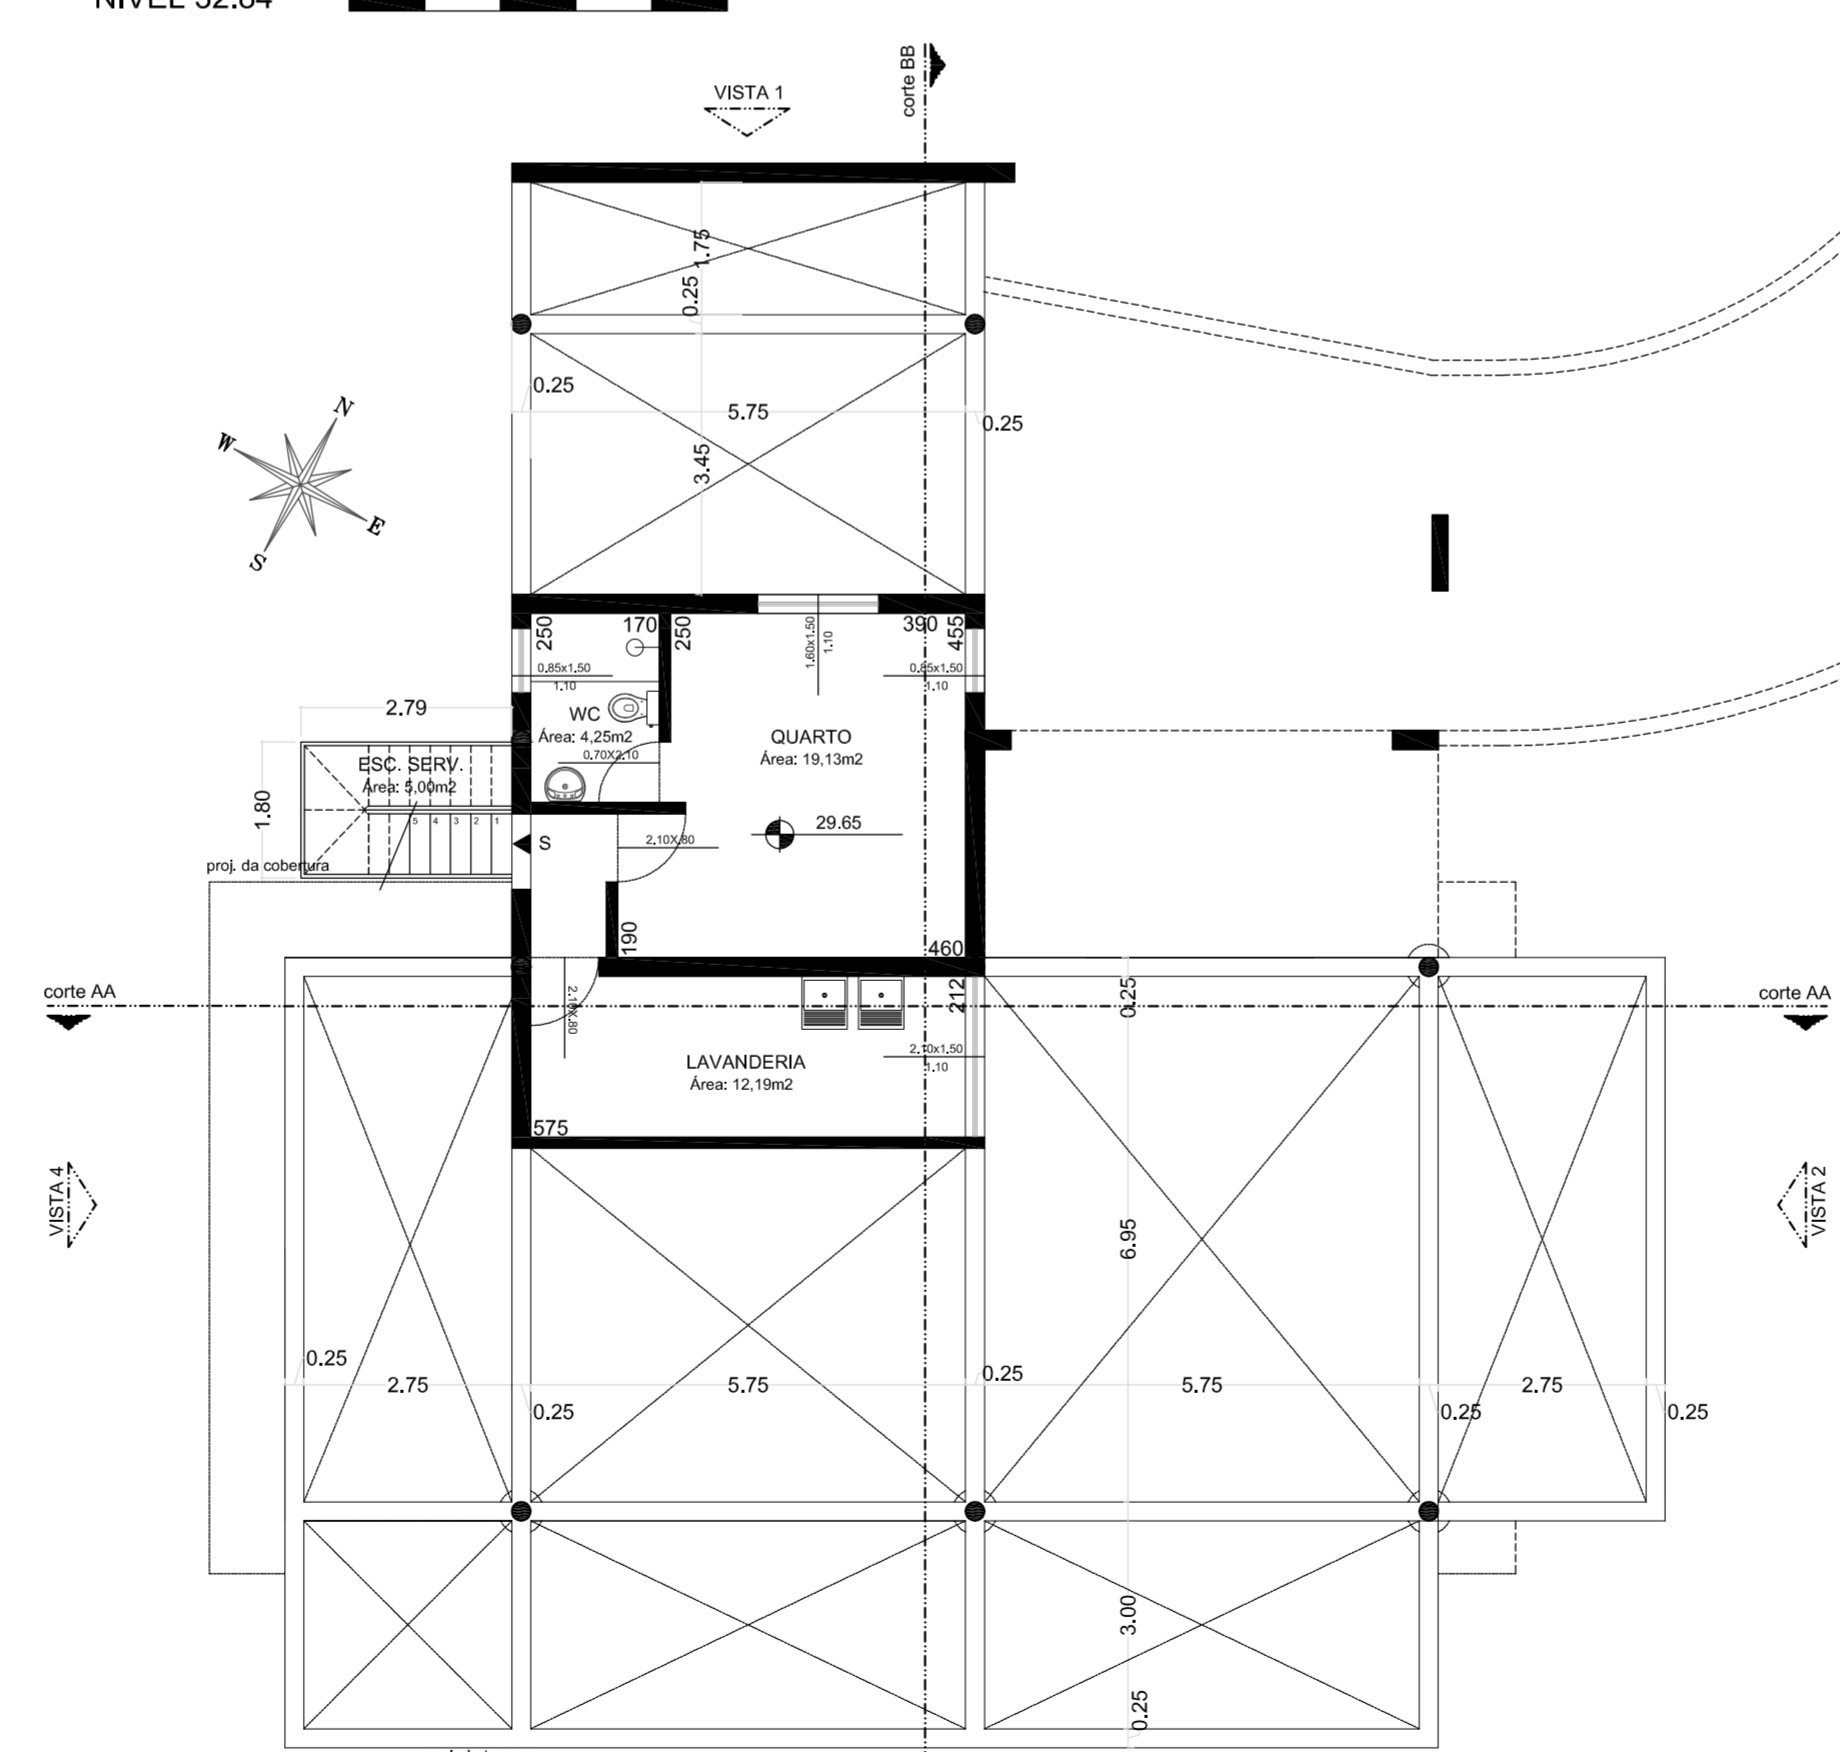 NÍVEL 32.64
corte BB
VISTA 1
1.75
0.25
0.25
5.75
0.25
3.45
N
W
E
S
250
170
250
390
455
1.60x1.50
1.10
0.85x1.50
1.10
0.85x1.50
1.10
2.79
WC
Área: 4,25m2
0.70X2.10
QUARTO
Área: 19,13m2
ESC. SERV.
Área: 5,00m2
1.80
5 4 3 2 1
S
2.10X.80
29.65
proj. da cobertura
190
460
corte AA
corte AA
212
0.25
2.10X.80
2.10x1.50
1.10
LAVANDERIA
Área: 12,19m2
575
VISTA 4
VISTA 2
6.95
0.25
2.75
0.25
5.75
0.25
5.75
0.25
2.75
0.25
3.00
0.25